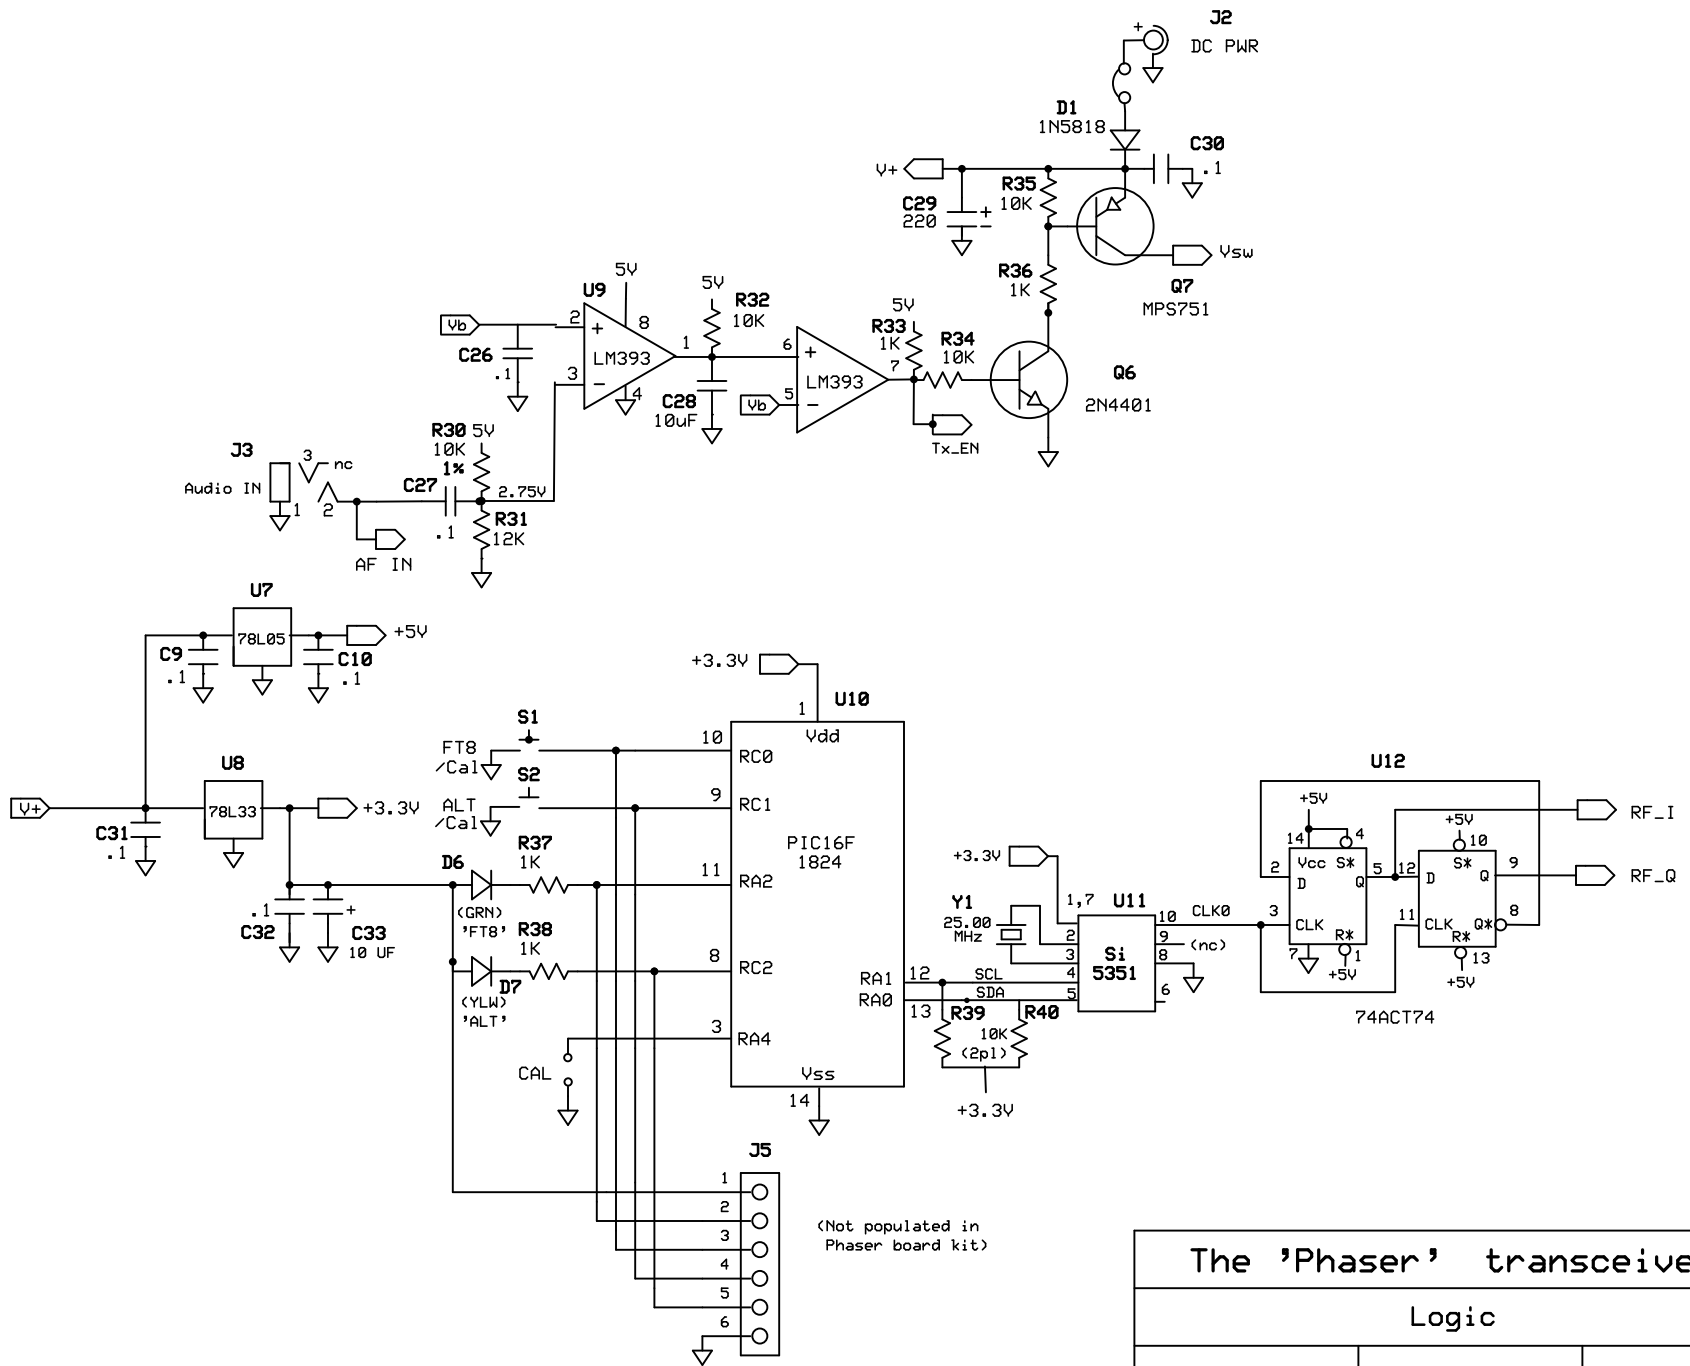 J2
+
DC PWR
D1
1N5818
C30
.1
V+
R35
10K
C29
220
+
−
Vsw
R36
1K
Q7
MPS751
5V
U9
5V
R32
10K
Vb
2
+
8
C26
.1
LM393
1
3
−
4
C28
10uF
6
+
LM393
Vb
5
−
5V
R33
1K
7
R34
10K
Q6
2N4401
Tx_EN
R30
5V
10K
1%
J3
3
nc
Audio IN
1
2
C27
.1
2.75V
R31
12K
AF IN
U7
78L05
+5V
C9
.1
C10
.1
U8
V+
78L33
+3.3V
C31
.1
.1
C32
+
C33
10 UF
+3.3V
1
U10
Vdd
S1
FT8
/Cal
10
RC0
S2
ALT
/Cal
9
RC1
PIC16F
1824
D6
R37
1K
11
RA2
(GRN)
'FT8'
R38
1K
8
RC2
D7
(YLW)
'ALT'
3
RA4
CAL
Vss
14
RA1
12
SCL
RA0
13
SDA
R39
R40
10K
(2pl)
+3.3V
+3.3V
Y1
25.00
MHz
1,7
U11
2
3
4
5
Si
5351
10
CLK0
9
(nc)
8
6
U12
+5V
14
4
2
Vcc
S*
D
Q
5
3
CLK
R*
7
1
+5V
+5V
10
12
S*
D
Q
9
11
CLK
Q*
8
R*
13
+5V
RF_I
RF_Q
74ACT74
J5
1
2
3
4
5
6
(Not populated in
Phaser board kit)
The 'Phaser' transceive
Logic